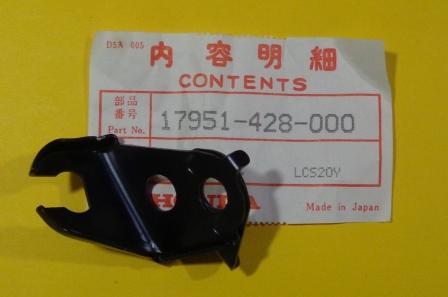 DSA 005
内容明細
CONTENTS
部品
番号
Part No.
17951-428-000
LCS20Y
HONDA
Made in Japan